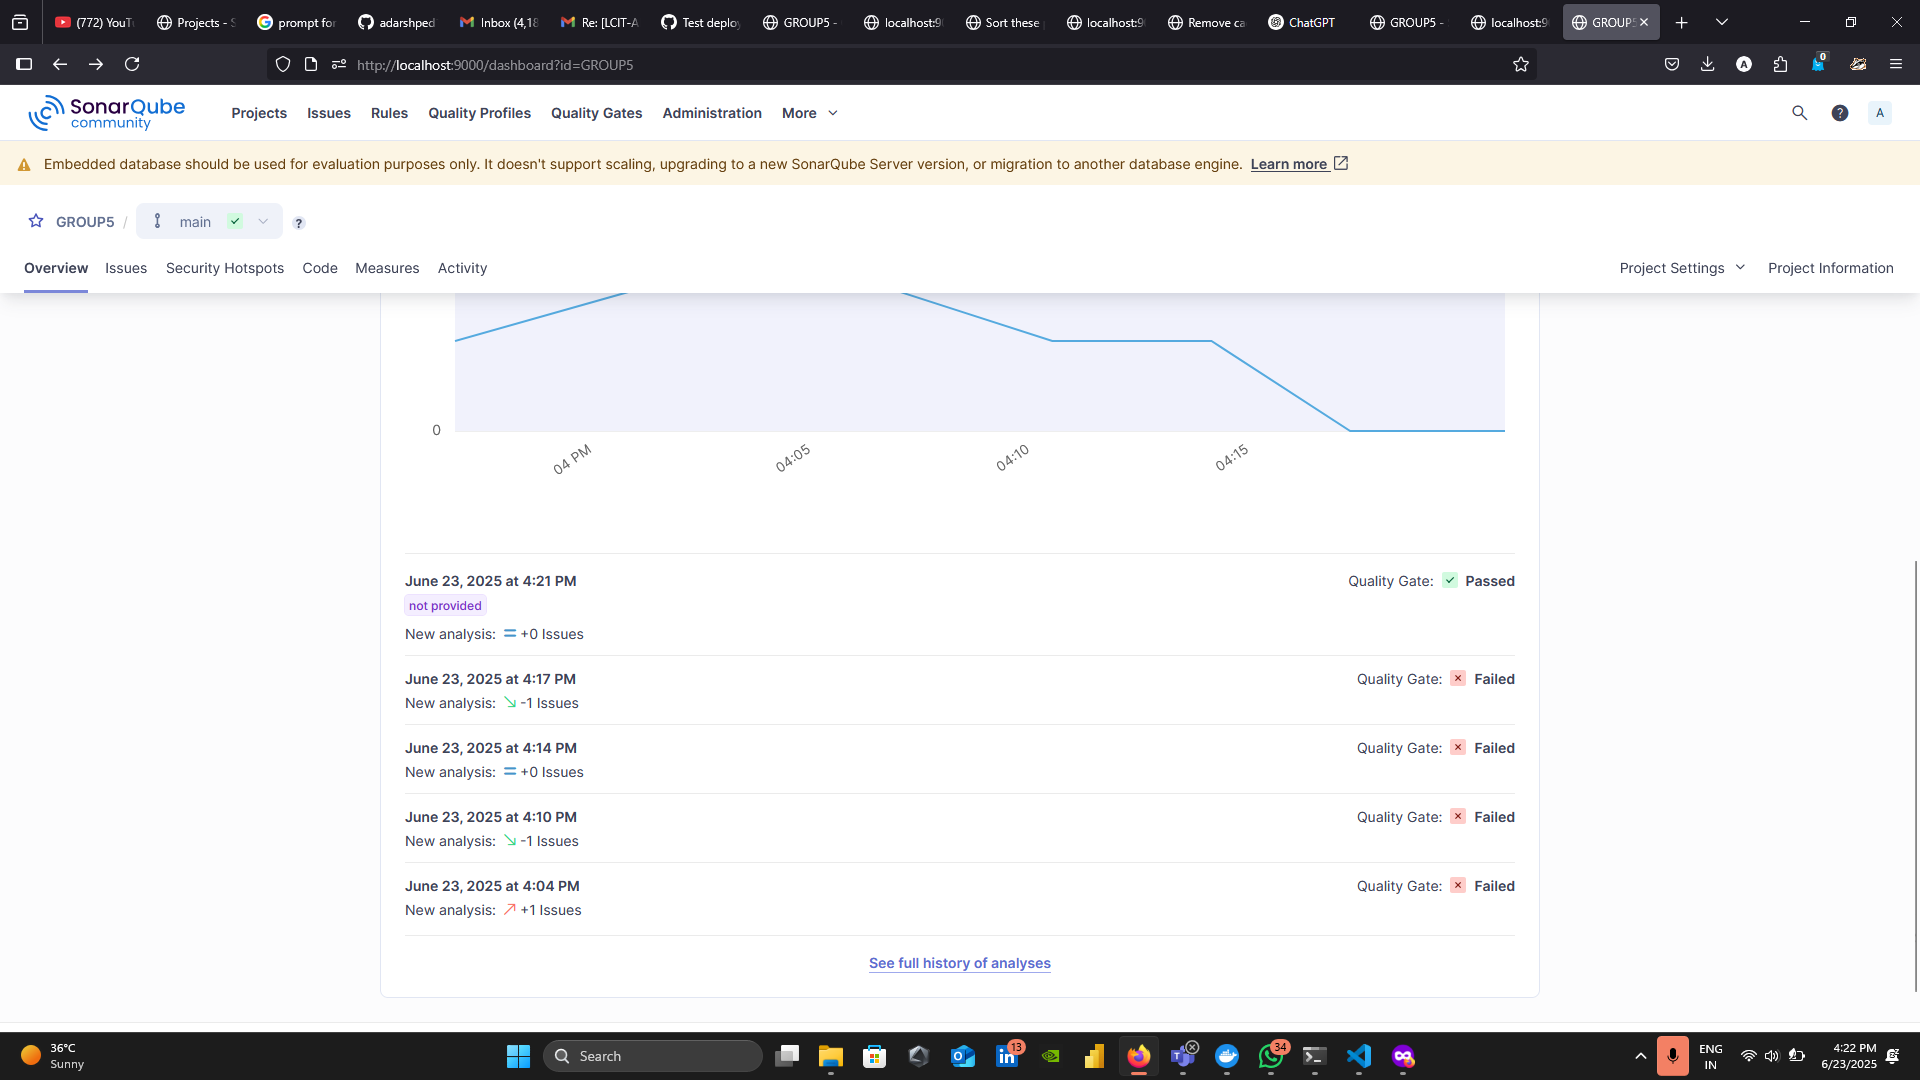 (772) YouT
Projects - S
prompt for
adarshped
Inbox (4,18
Re: [LCIT-A
Test deploy
GROUP5 -
localhost:90
Sort these
localhost:90
Remove ca
ChatGPT
GROUP5 -
localhost:90
GROUP5
http://localhost:9000/dashboard?id=GROUP5
A
0
SonarQube
community
Projects
Issues
Rules
Quality Profiles
Quality Gates
Administration
More
?
A
Embedded database should be used for evaluation purposes only. It doesn't support scaling, upgrading to a new SonarQube Server version, or migration to another database engine. Learn more
GROUP5 / main
?
Overview
Issues
Security Hotspots
Code
Measures
Activity
Project Settings
Project Information
0
04 PM
04:05
04:10
04:15
June 23, 2025 at 4:21 PM
Quality Gate: Passed
not provided
New analysis: +0 Issues
June 23, 2025 at 4:17 PM
Quality Gate: Failed
New analysis: -1 Issues
June 23, 2025 at 4:14 PM
Quality Gate: Failed
New analysis: +0 Issues
June 23, 2025 at 4:10 PM
Quality Gate: Failed
New analysis: -1 Issues
June 23, 2025 at 4:04 PM
Quality Gate: Failed
New analysis: +1 Issues
See full history of analyses
36°C
Sunny
Search
13
34
ENG
IN
4:22 PM
6/23/2025